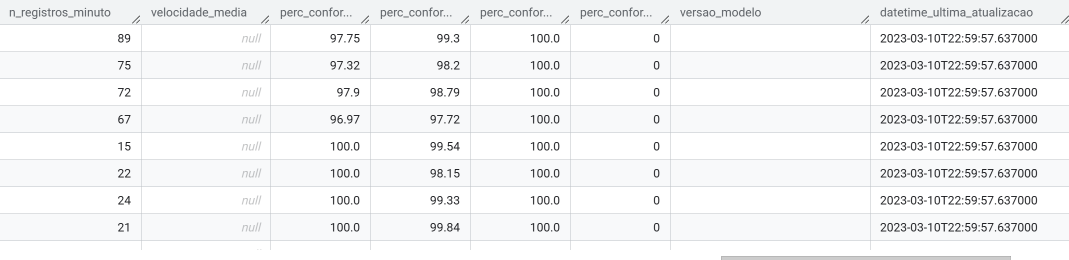 n_registros_minuto velocidade_media perc_confor... perc_confor... perc_confor... perc_confor... versao_modelo datetime_ultima_atualizacao
89 null 97.75 99.3 100.0 0 2023-03-10T22:59:57.637000
75 null 97.32 98.2 100.0 0 2023-03-10T22:59:57.637000
72 null 97.9 98.79 100.0 0 2023-03-10T22:59:57.637000
67 null 96.97 97.72 100.0 0 2023-03-10T22:59:57.637000
15 null 100.0 99.54 100.0 0 2023-03-10T22:59:57.637000
22 null 100.0 98.15 100.0 0 2023-03-10T22:59:57.637000
24 null 100.0 99.33 100.0 0 2023-03-10T22:59:57.637000
21 null 100.0 99.84 100.0 0 2023-03-10T22:59:57.637000